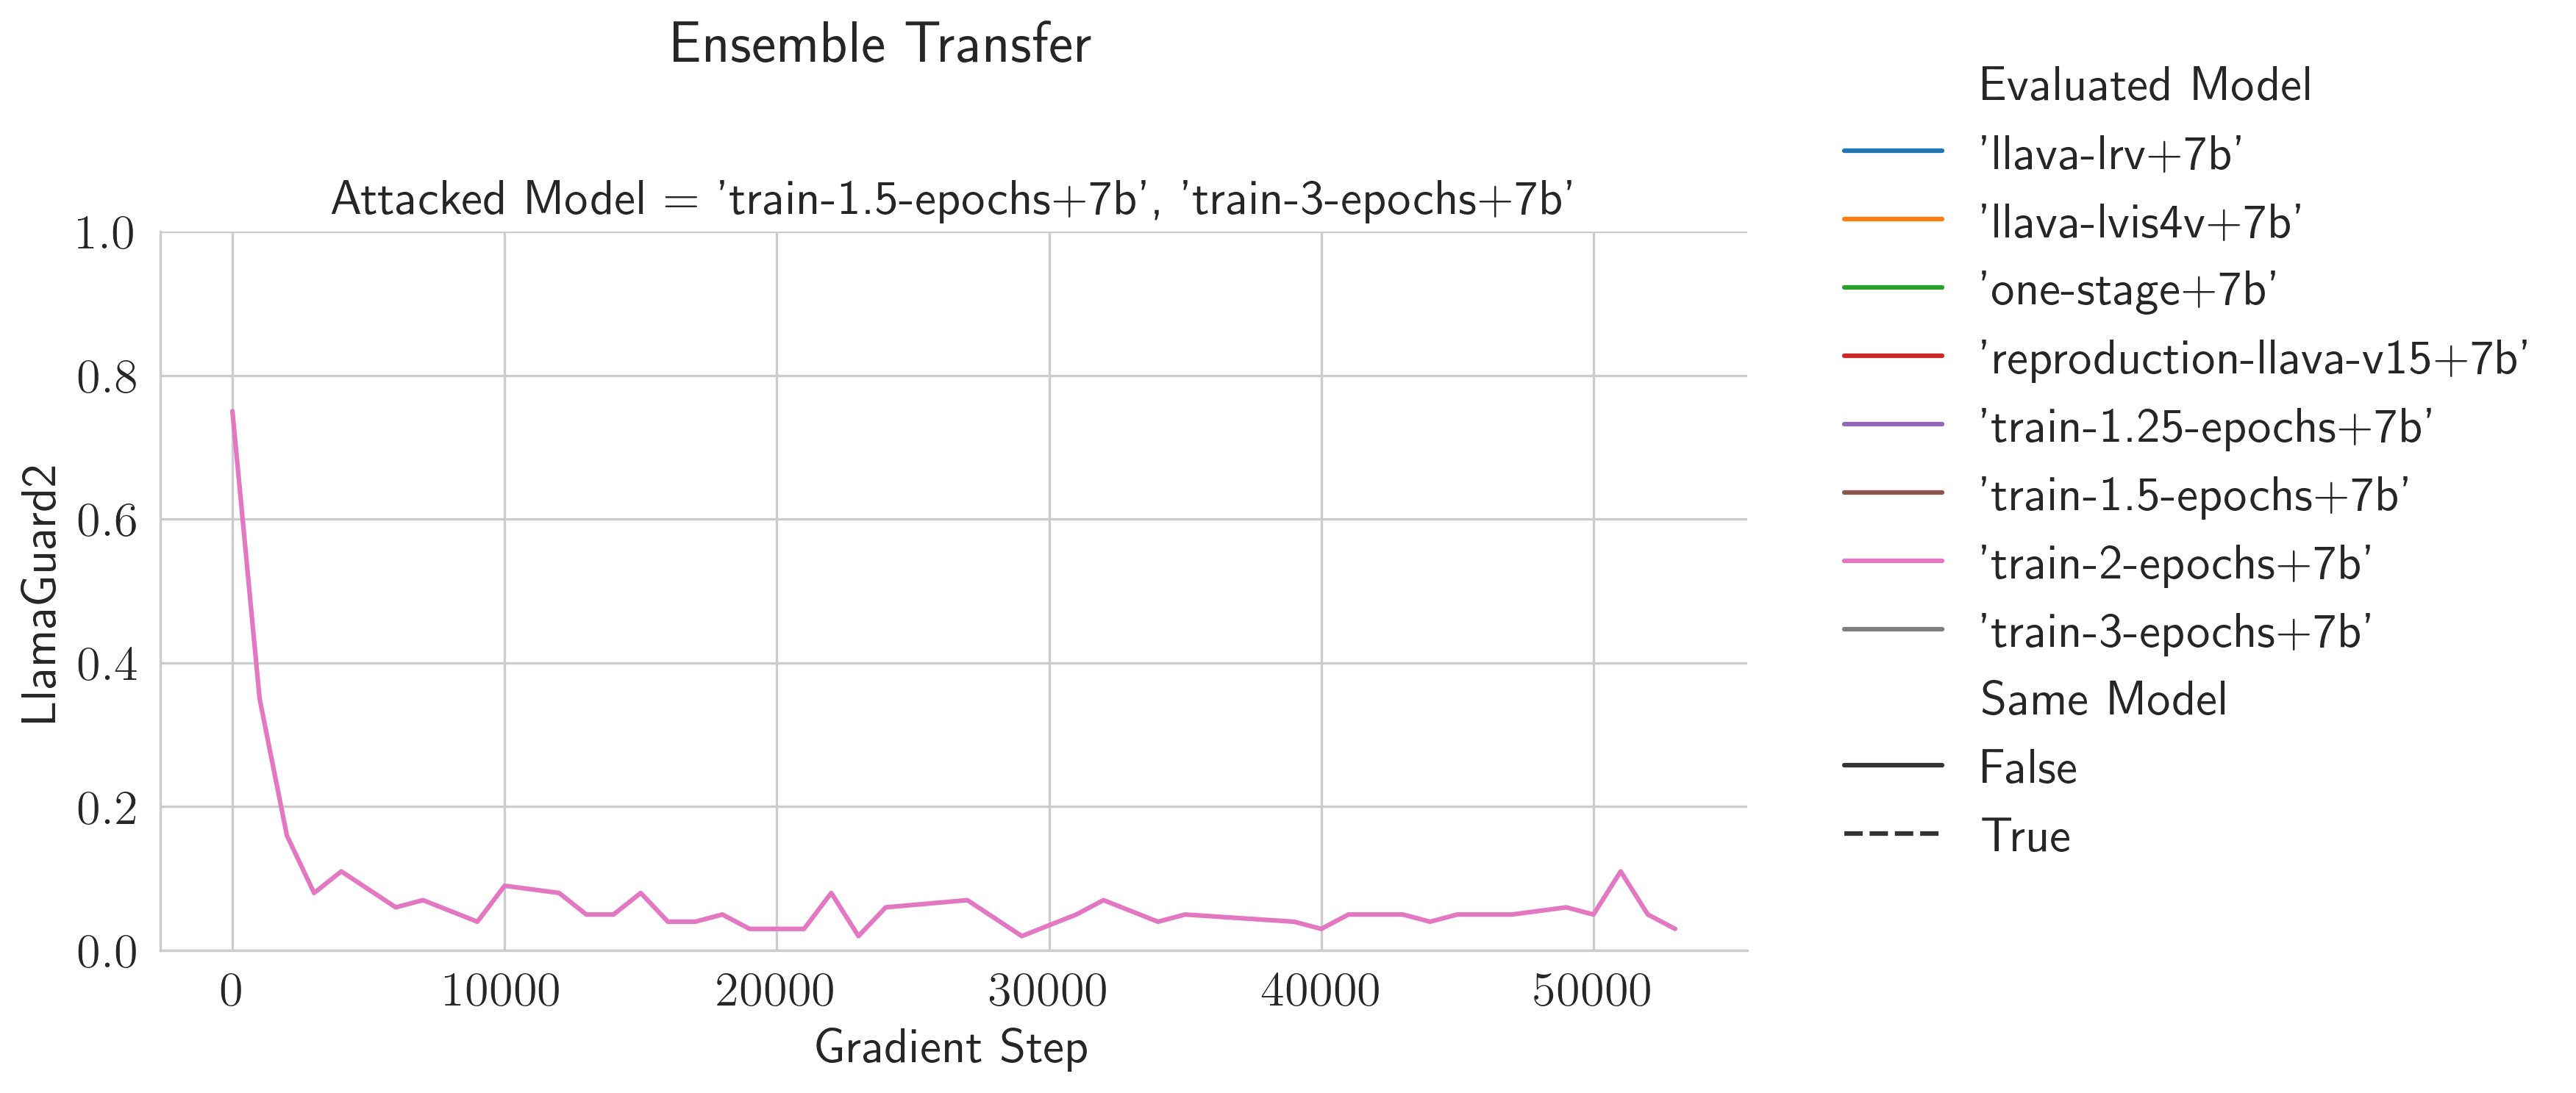 Ensemble Transfer
Attacked Model = 'train-1.5-epochs+7b', 'train-3-epochs+7b'
1.0
0.8
0.6
0.4
0.2
0.0
LlamaGuard2
0
10000
20000
30000
40000
50000
Gradient Step
Evaluated Model
'llava-lrv+7b'
'llava-lvis4v+7b'
'one-stage+7b'
'reproduction-llava-v15+7b'
'train-1.25-epochs+7b'
'train-1.5-epochs+7b'
'train-2-epochs+7b'
'train-3-epochs+7b'
Same Model
False
True